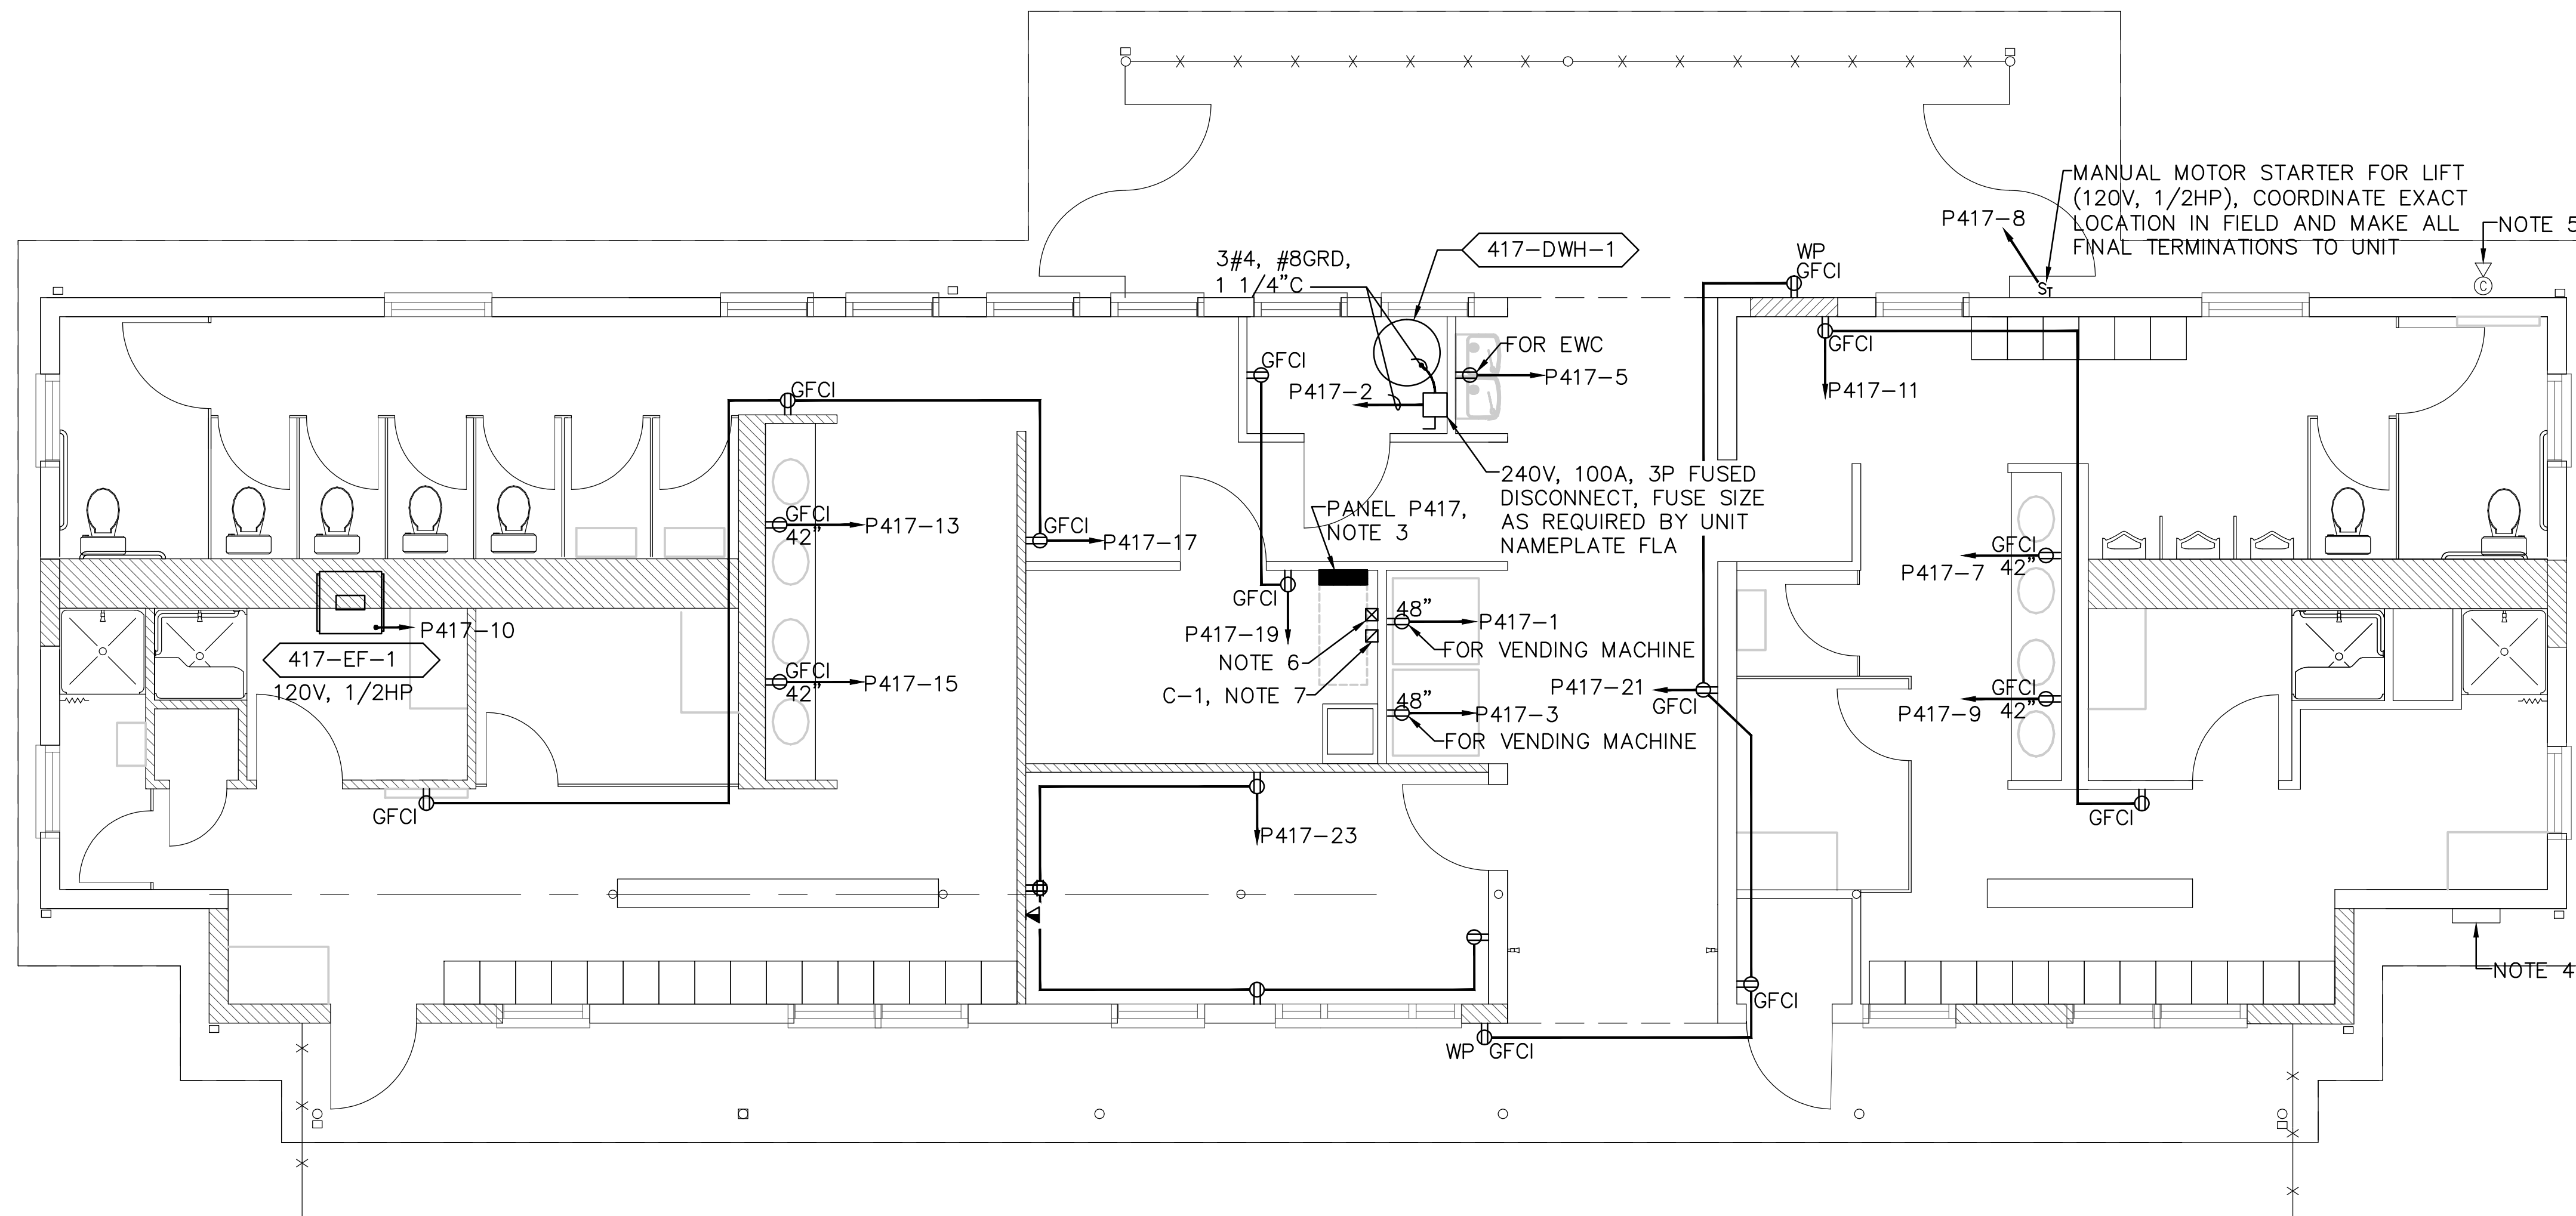 MANUAL MOTOR STARTER FOR LIFT
(120V, 1/2HP), COORDINATE EXACT
LOCATION IN FIELD AND MAKE ALL
FINAL TERMINATIONS TO UNIT
P417-8
NOTE 5
C
ST
WP
GFCI
417-DWH-1
3#4, #8GRD,
1 1/4"C
FOR EWC
P417-5
GFCI
P417-2
GFCI
P417-11
GFCI
240V, 100A, 3P FUSED
DISCONNECT, FUSE SIZE
AS REQUIRED BY UNIT
NAMEPLATE FLA
PANEL P417,
NOTE 3
GFCI
42"
P417-13
GFCI
P417-17
GFCI
42"
P417-7
GFCI
P417-19
48"
P417-1
FOR VENDING MACHINE
NOTE 6
C-1, NOTE 7
P417-10
417-EF-1
120V, 1/2HP
GFCI
42"
P417-15
48"
P417-3
FOR VENDING MACHINE
P417-21
GFCI
GFCI
42"
P417-9
GFCI
GFCI
P417-23
NOTE 4
GFCI
WP GFCI